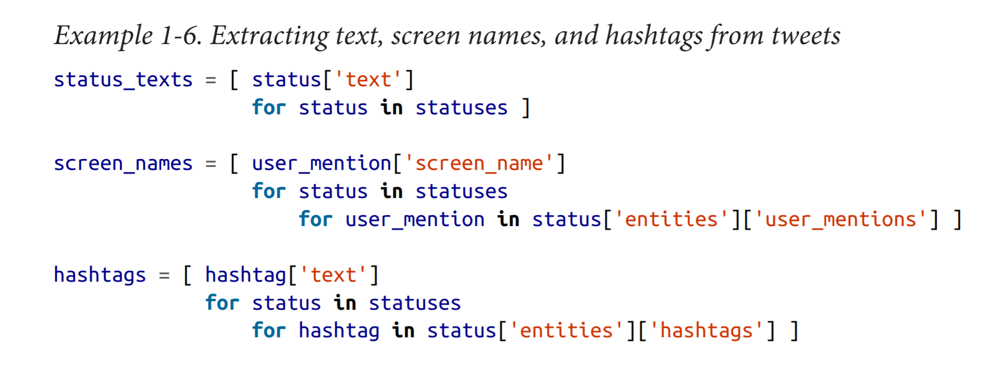 Example 1-6. Extracting text, screen names, and hashtags from tweets
status_texts = [ status['text']
                 for status in statuses ]

screen_names = [ user_mention['screen_name']
                 for status in statuses
                     for user_mention in status['entities']['user_mentions'] ]

hashtags = [ hashtag['text']
             for status in statuses
                 for hashtag in status['entities']['hashtags'] ]